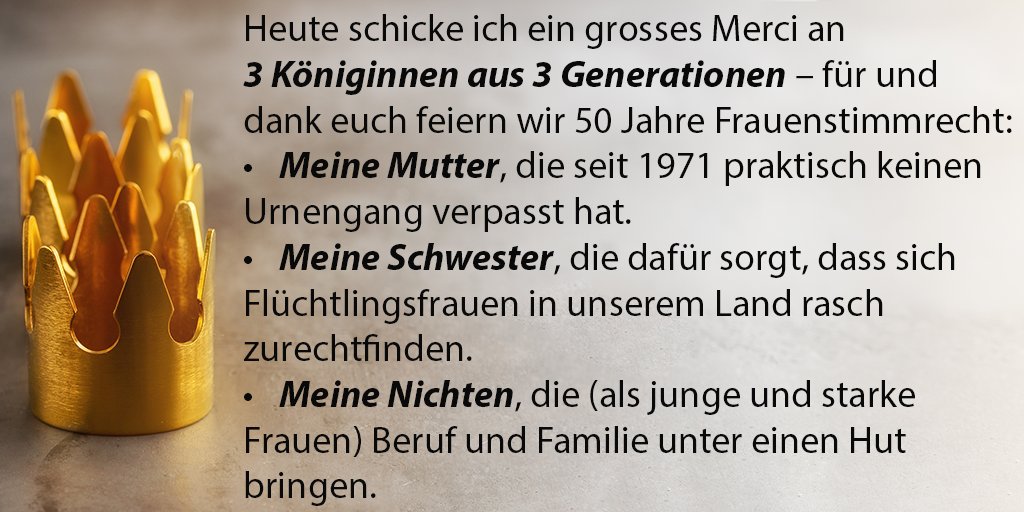 Heute schicke ich ein grosses Merci an
3 Königinnen aus 3 Generationen – für und
dank euch feiern wir 50 Jahre Frauenstimmrecht:
• Meine Mutter, die seit 1971 praktisch keinen
Urnengang verpasst hat.
• Meine Schwester, die dafür sorgt, dass sich
Flüchtlingsfrauen in unserem Land rasch
zurechtfinden.
• Meine Nichten, die (als junge und starke
Frauen) Beruf und Familie unter einen Hut
bringen.